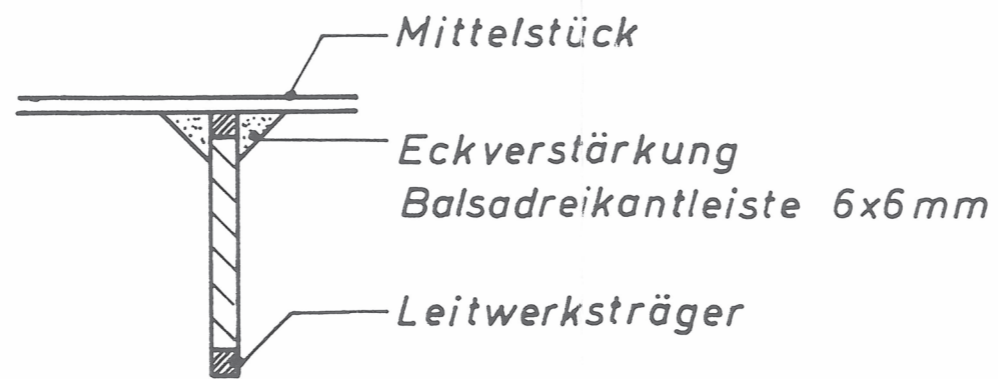 Mittelstück
Eckverstärkung
Balsadreikantleiste 6x6mm
Leitwerksträger